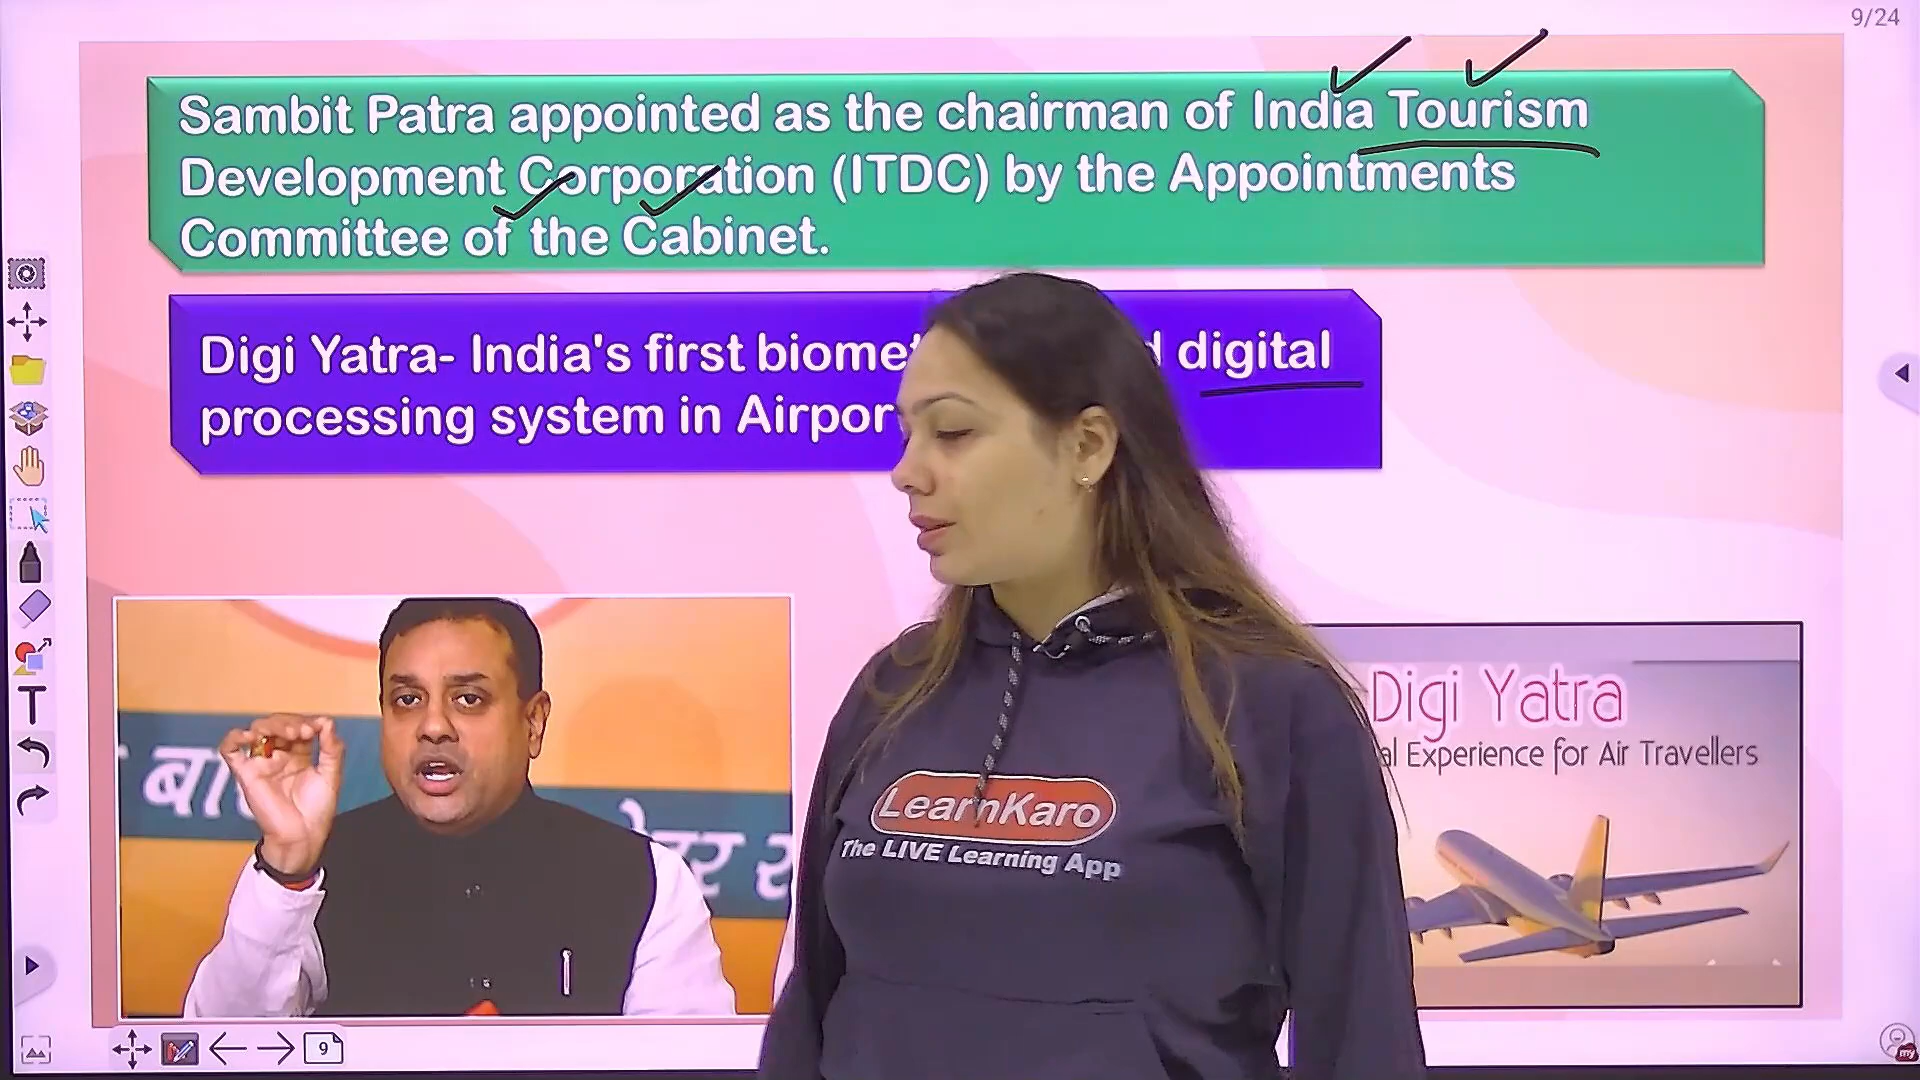 9/24
Sambit Patra appointed as the chairman of India Tourism
Development Corporation (ITDC) by the Appointments
Committee of the Cabinet.
Digi Yatra- India's first digital
processing system in
Digi Yatra
Experience for Air Travellers
LearnKaro
The LIVE Learning App
9